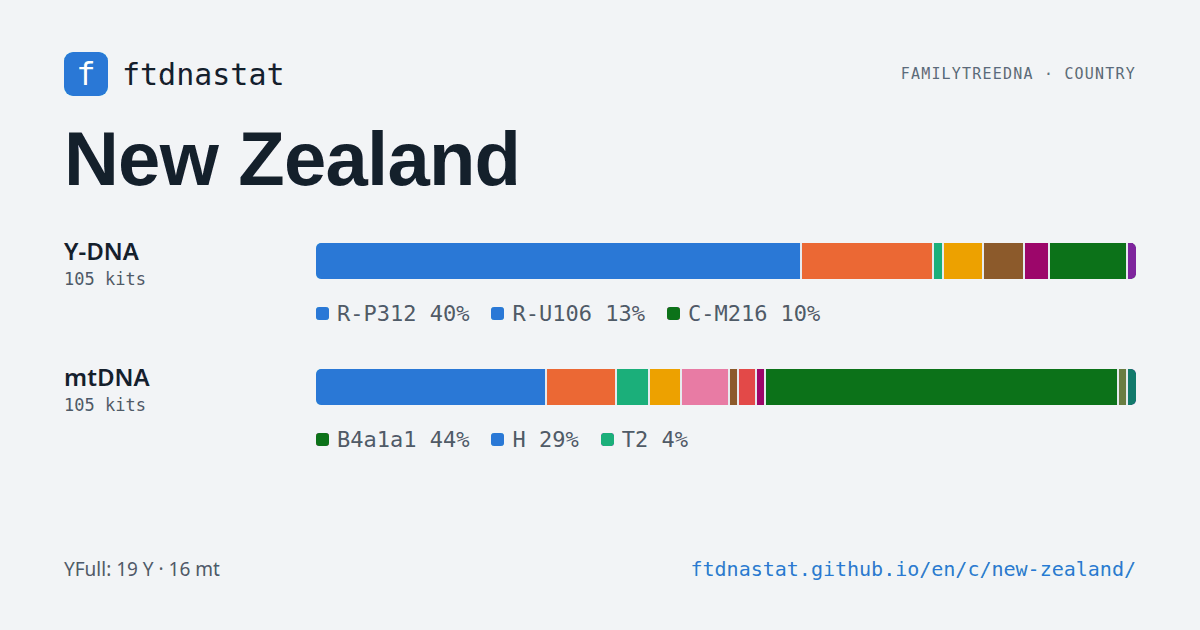 f ftdnastat
FAMILYTREEDNA · COUNTRY
New Zealand
Y-DNA
105 kits
R-P312 40% R-U106 13% C-M216 10%
mtDNA
105 kits
B4a1a1 44% H 29% T2 4%
YFull: 19 Y · 16 mt
ftdnastat.github.io/en/c/new-zealand/